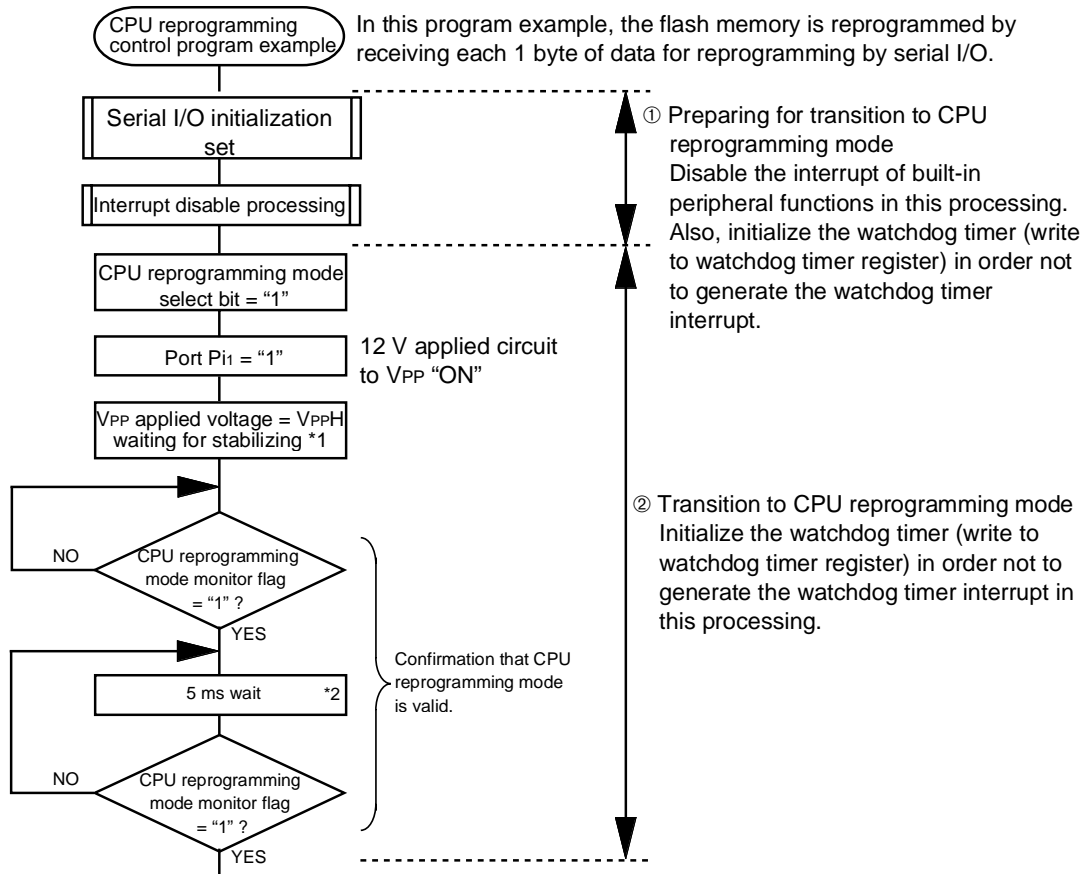 CPU reprogramming
control program example
In this program example, the flash memory is reprogrammed by
receiving each 1 byte of data for reprogramming by serial I/O.
Serial I/O initialization
set
Interrupt disable processing
① Preparing for transition to CPU
reprogramming mode
Disable the interrupt of built-in
peripheral functions in this processing.
Also, initialize the watchdog timer (write
to watchdog timer register) in order not
to generate the watchdog timer
interrupt.
CPU reprogramming mode
select bit = “1”
Port Pi1 = “1”
12 V applied circuit
to VPP “ON”
VPP applied voltage = VPPH
waiting for stabilizing *1
NO
CPU reprogramming
mode monitor flag
= “1” ?
YES
② Transition to CPU reprogramming mode
Initialize the watchdog timer (write to
watchdog timer register) in order not to
generate the watchdog timer interrupt in
this processing.
Confirmation that CPU
reprogramming mode
is valid.
5 ms wait *2
NO
CPU reprogramming
mode monitor flag
= “1” ?
YES